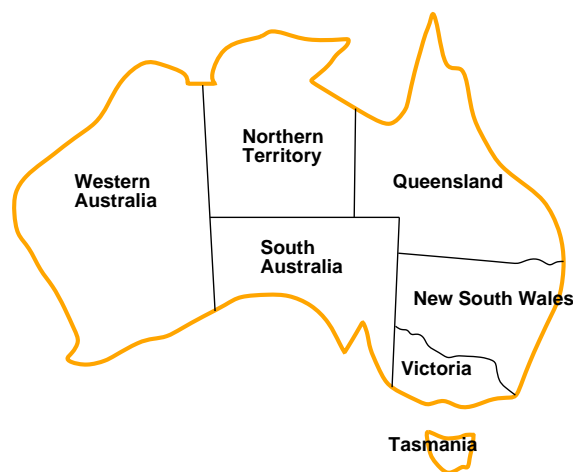 Northern
Territory
Western
Australia
Queensland
South
Australia
New South Wales
Victoria
Tasmania